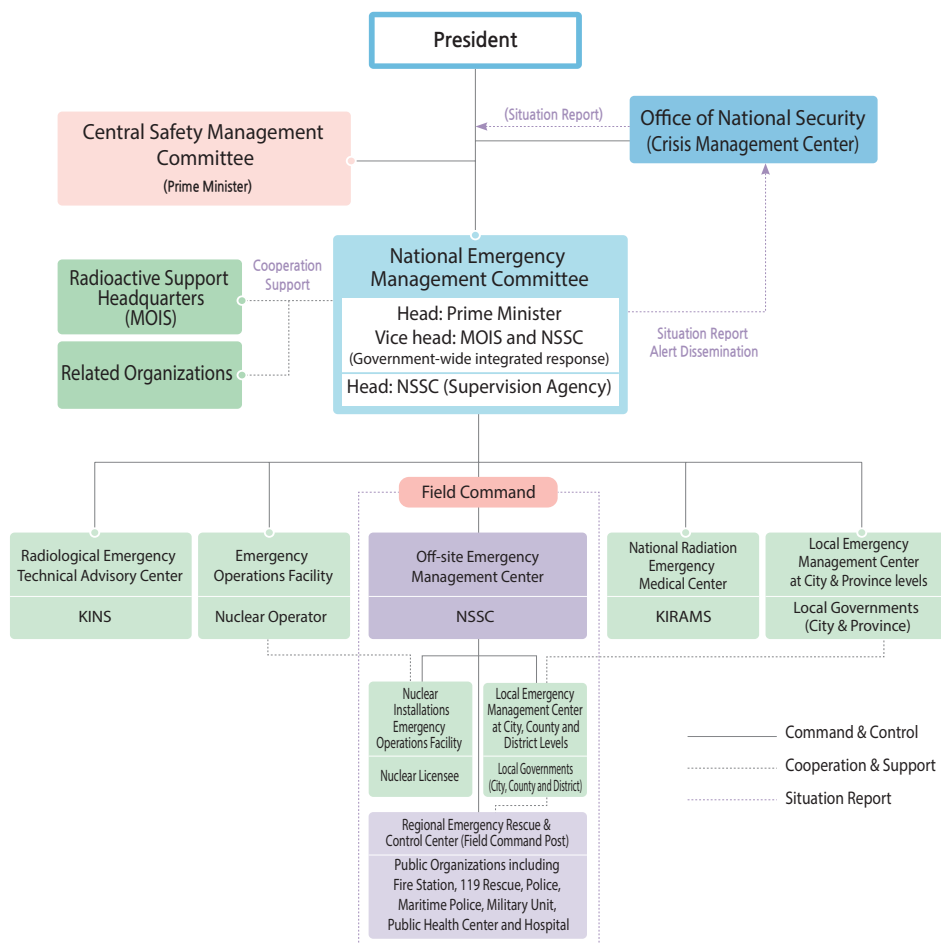 President
(Situation Report)
Office of National Security
(Crisis Management Center)
Central Safety Management
Committee
(Prime Minister)
National Emergency
Management Committee
Head: Prime Minister
Vice head: MOIS and NSSC
(Government-wide integrated response)
Head: NSSC (Supervision Agency)
Cooperation
Support
Radioactive Support
Headquarters
(MOIS)
Related Organizations
Situation Report
Alert Dissemination
Field Command
Radiological Emergency
Technical Advisory Center
KINS
Emergency
Operations Facility
Nuclear Operator
Off-site Emergency
Management Center
NSSC
National Radiation
Emergency
Medical Center
KIRAMS
Local Emergency
Management Center
at City & Province levels
Local Governments
(City & Province)
Nuclear
Installations
Emergency
Operations Facility
Nuclear Licensee
Local Emergency
Management Center
at City, County and
District Levels
Local Governments
(City, County and District)
Regional Emergency Rescue &
Control Center (Field Command Post)
Public Organizations including
Fire Station, 119 Rescue, Police,
Maritime Police, Military Unit,
Public Health Center and Hospital
Command & Control
Cooperation & Support
Situation Report